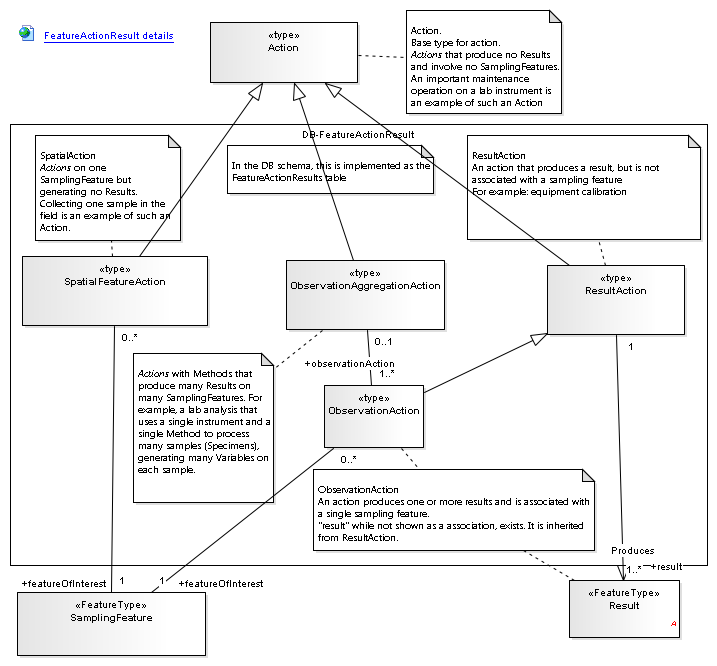 FeatureActionResult details
«type»
Action
Action.
Base type for action.
Actions that produce no Results
and involve no SamplingFeatures.
An important maintenance
operation on a lab instrument is
an example of such an Action
DB-FeatureActionResult
SpatialAction
Actions on one
SamplingFeature but
generating no Results.
Collecting one sample in the
field is an example of such an
Action.
In the DB schema, this is implemented as the
FeatureActionResults table
ResultAction
An action that produces a result, but is not
associated with a sampling feature
For example: equipment calibration
«type»
SpatialFeatureAction
«type»
ObservationAggregationAction
«type»
ResultAction
0..*
0..1
1
+observationAction
1..*
Actions with Methods that
produce many Results on
many SamplingFeatures. For
example, a lab analysis that
uses a single instrument and a
single Method to process
many samples (Specimens),
generating many Variables on
each sample.
«type»
ObservationAction
0..*
ObservationAction
An action produces one or more results and is associated with
a single sampling feature.
"result" while not shown as a association, exists. It is inherited
from ResultAction.
Produces
+featureOfInterest
1
1
+featureOfInterest
1..*
+result
«FeatureType»
SamplingFeature
«FeatureType»
Result
A